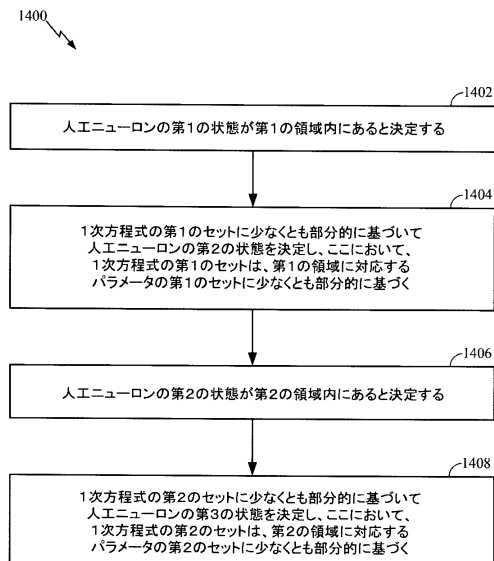 1400
1402
人工ニューロンの第1の状態が第1の領域内にあると決定する
1404
1次方程式の第1のセットに少なくとも部分的に基づいて
人工ニューロンの第2の状態を決定し、ここにおいて、
1次方程式の第1のセットは、第1の領域に対応する
パラメータの第1のセットに少なくとも部分的に基づく
1406
人工ニューロンの第2の状態が第2の領域内にあると決定する
1408
1次方程式の第2のセットに少なくとも部分的に基づいて
人工ニューロンの第3の状態を決定し、ここにおいて、
1次方程式の第2のセットは、第2の領域に対応する
パラメータの第2のセットに少なくとも部分的に基づく